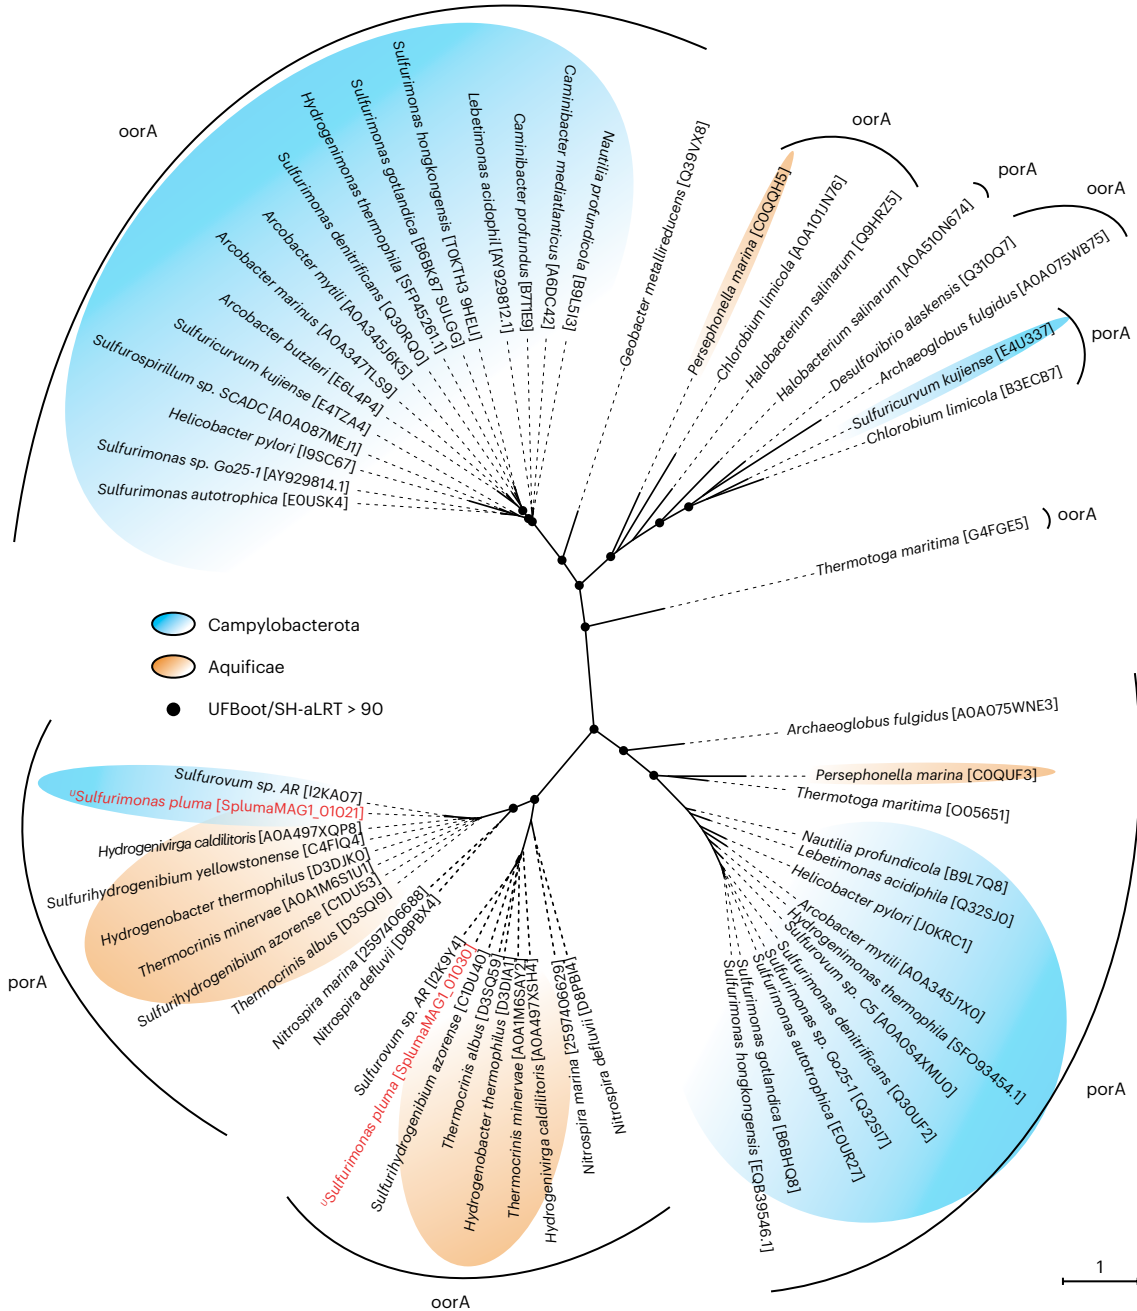 oorA
Sulfurimonas hongkongensis [T0KTH3 9HELI]
Sulfurimonas gotlandica [B6BK87 SULGG]
Hydrogenimonas thermophila [SFP45261.1]
Sulfurimonas denitrificans [Q30RQ0]
Arcobacter mytili [A0A345J6K5]
Arcobacter marinus [A0A347TLS9]
Arcobacter butzleri [E6L4P4]
Sulfuricurvum kujiense [E4TZA4]
Sulfurospirillum sp. SCADC [A0A087MEJ1]
Helicobacter pylori [I9SC67]
Sulfurimonas sp. Go25-1 [AY929814.1]
Sulfurimonas autotrophica [E0USK4]
Lebetimonas acidophil [AY929812.1]
Caminibacter profundus [B7I1E9]
Caminibacter mediatlanticus [A6DC42]
Nautilia profundicola [B9L5I3]
Geobacter metallireducens [Q39VX8]
oorA
Persephonella marina [C0QQH5]
Chlorobium limicola [A0A101JN76]
Halobacterium salinarum [Q9HRZ5]
porA
Halobacterium salinarum [A0A510N674]
oorA
Desulfovibrio alaskensis [Q310Q7]
Archaeoglobus fulgidus [A0A075WB75]
porA
Sulfuricurvum kujiense [E4U337]
Chlorobium limicola [B3ECB7]
Thermotoga maritima [G4FGE5]
oorA
Campylobacterota
Aquificae
UFBoot/SH-aLRT > 90
Archaeoglobus fulgidus [A0A075WNE3]
Persephonella marina [C0QUF3]
Thermotoga maritima [O05651]
Nautilia profundicola [B9L7Q8]
Lebetimonas acidiphila [Q32SJ0]
Helicobacter pylori [J0KRC1]
Arcobacter mytili [A0A345J1X0]
Hydrogenimonas thermophila [SFO93454.1]
Sulfurovum sp. C5 [A0A0S4XMU0]
Sulfurimonas denitrificans [Q30UF2]
Sulfurimonas sp. Go25-1 [Q32SI7]
Sulfurimonas autotrophica [E0UR27]
Sulfurimonas gotlandica [B6BHQ8]
Sulfurimonas hongkongensis [EQB39546.1]
porA
Sulfurovum sp. AR [I2KA07]
USulfurimonas pluma [SplumaMAG1_01021]
Hydrogenivirga caldilitoris [A0A497XQP8]
Sulfurihydrogenibium yellowstonense [C4FIQ4]
Hydrogenobacter thermophilus [D3DJK0]
Thermocrinis minervae [A0A1M6S1U1]
Sulfurihydrogenibium azorense [C1DU53]
Thermocrinis albus [D3SQI9]
Nitrospira marina [2597406688]
Nitrospira defluvii [D8PBX4]
porA
Sulfurovum sp. AR [I2K9Y4]
USulfurimonas pluma [SplumaMAG1_01030]
Sulfurihydrogenibium azorense [C1DU40]
Thermocrinis albus [D3SQ59]
Hydrogenobacter thermophilus [D3DIA1]
Thermocrinis minervae [A0A1M6SAY2]
Hydrogenivirga caldilitoris [A0A497XSH4]
Nitrospira marina [2597406629]
Nitrospira defluvii [D8PBI4]
oorA
1